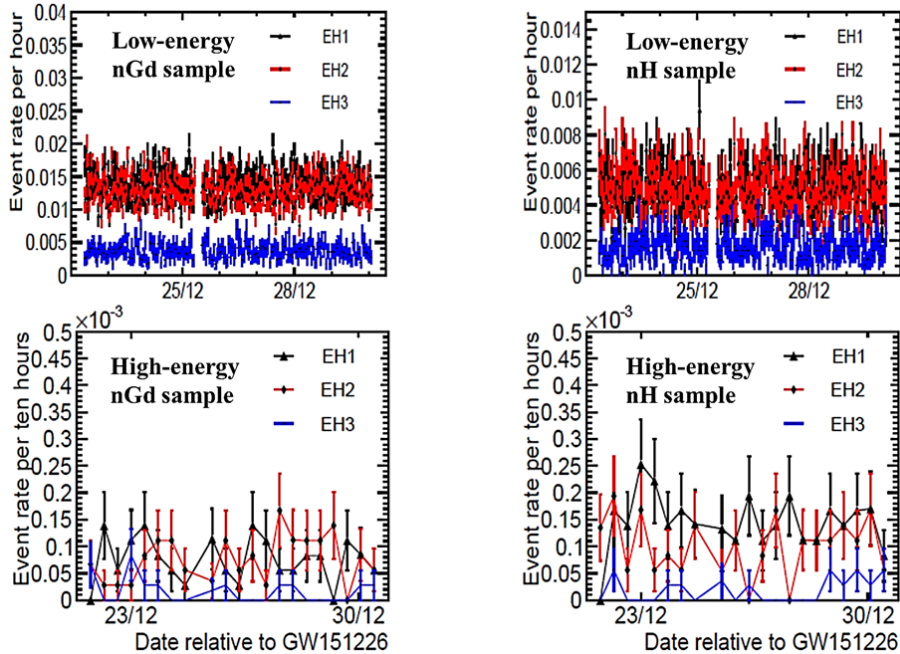 Event rate per hour
0.04
0.035
0.03
0.025
0.02
0.015
0.01
0.005
0
Low-energy
nGd sample
EH1
EH2
EH3
25/12
28/12
Event rate per hour
0.014
0.012
0.01
0.008
0.006
0.004
0.002
0
Low-energy
nH sample
EH1
EH2
EH3
25/12
28/12
Event rate per ten hours
×10⁻³
0.5
0.45
0.4
0.35
0.3
0.25
0.2
0.15
0.1
0.05
0
High-energy
nGd sample
EH1
EH2
EH3
23/12
30/12
Date relative to GW151226
Event rate per ten hours
×10⁻³
0.5
0.45
0.4
0.35
0.3
0.25
0.2
0.15
0.1
0.05
0
High-energy
nH sample
EH1
EH2
EH3
23/12
30/12
Date relative to GW151226